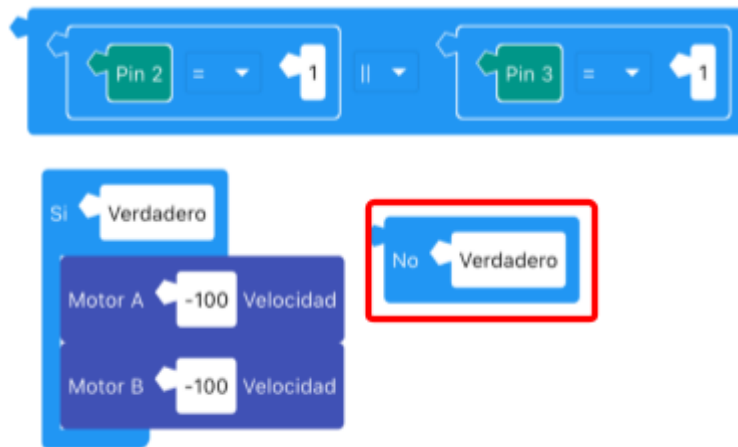 Pin 2 = 1 || Pin 3 = 1
Si Verdadero
No Verdadero
Motor A -100 Velocidad
Motor B -100 Velocidad